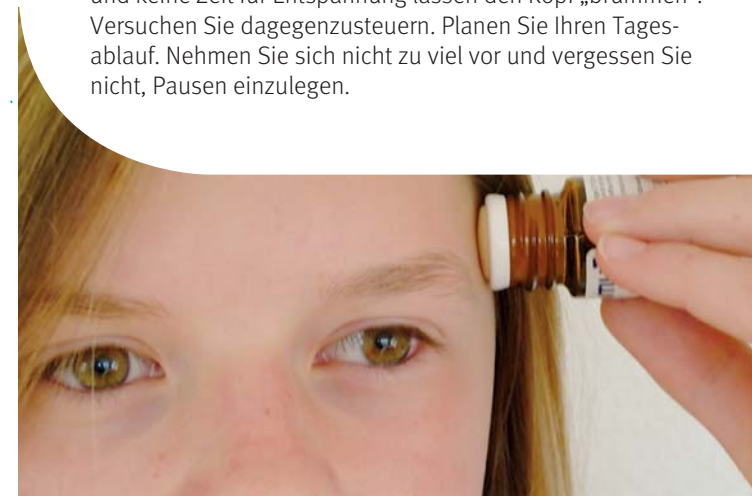 und keine Zeit für Entspannung lassen den Kopf „brummen“.
Versuchen Sie dagegenzusteuern. Planen Sie Ihren Tages-
ablauf. Nehmen Sie sich nicht zu viel vor und vergessen Sie
nicht, Pausen einzulegen.